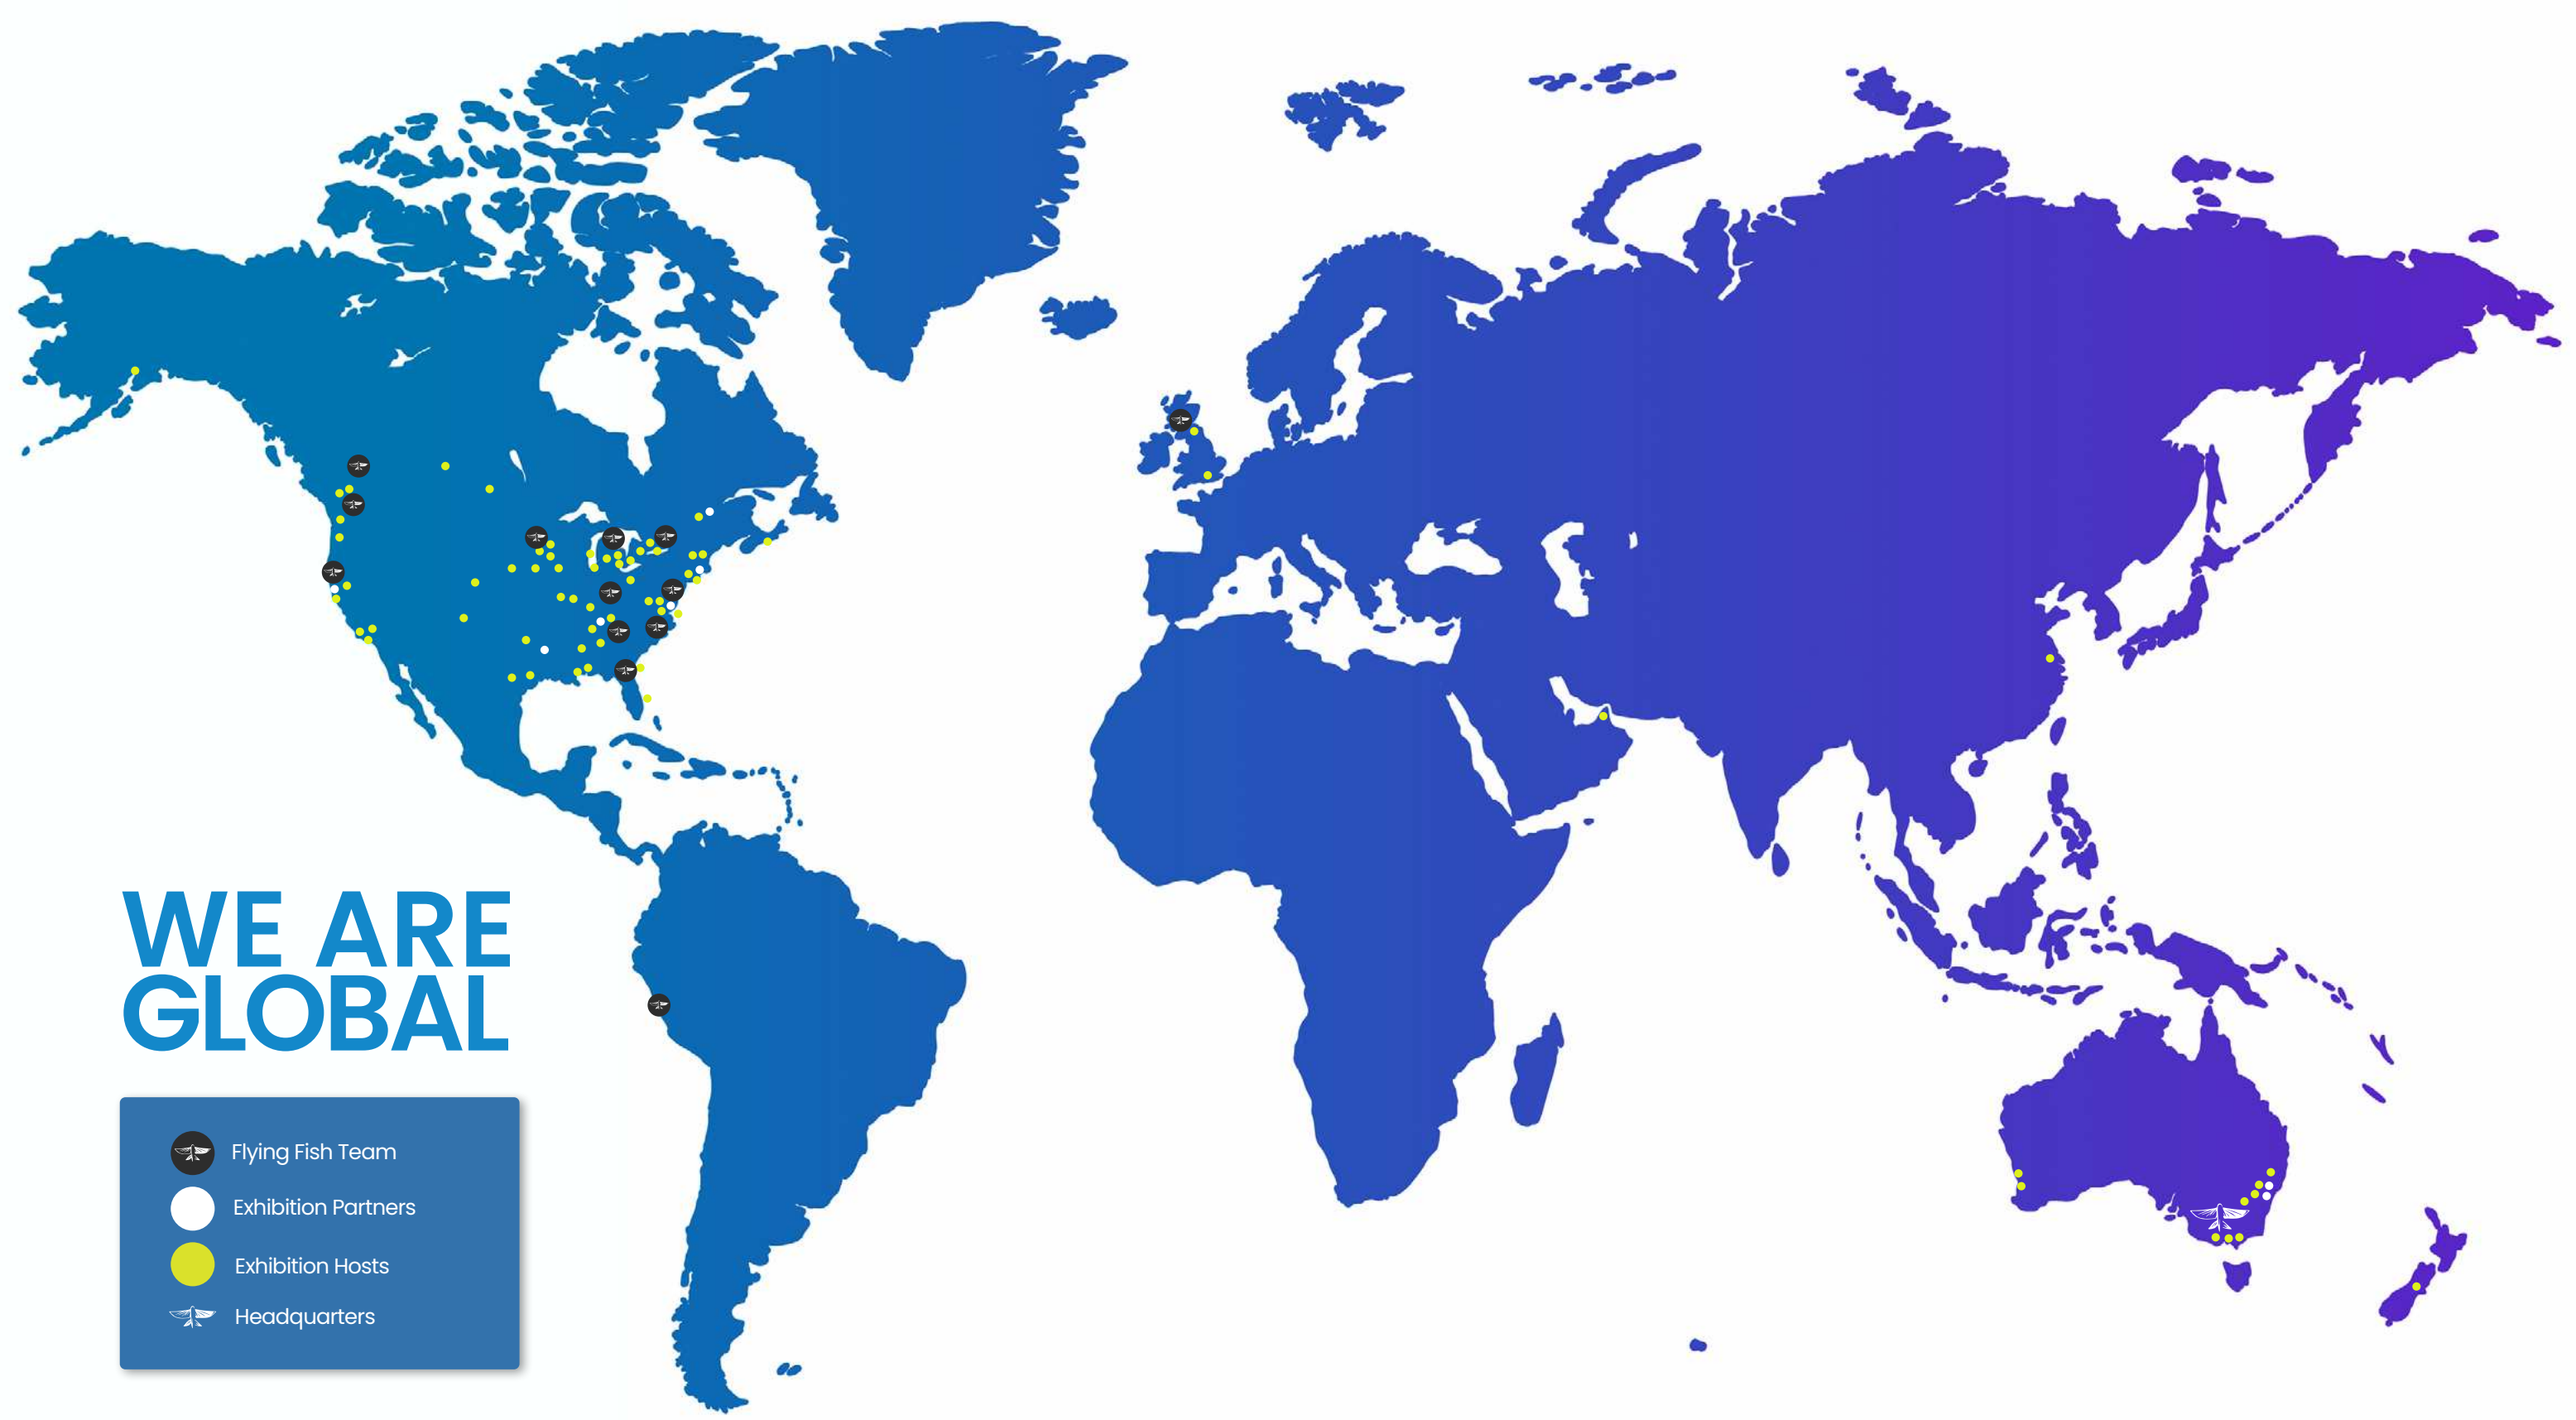 WE ARE
GLOBAL
Flying Fish Team
Exhibition Partners
Exhibition Hosts
Headquarters